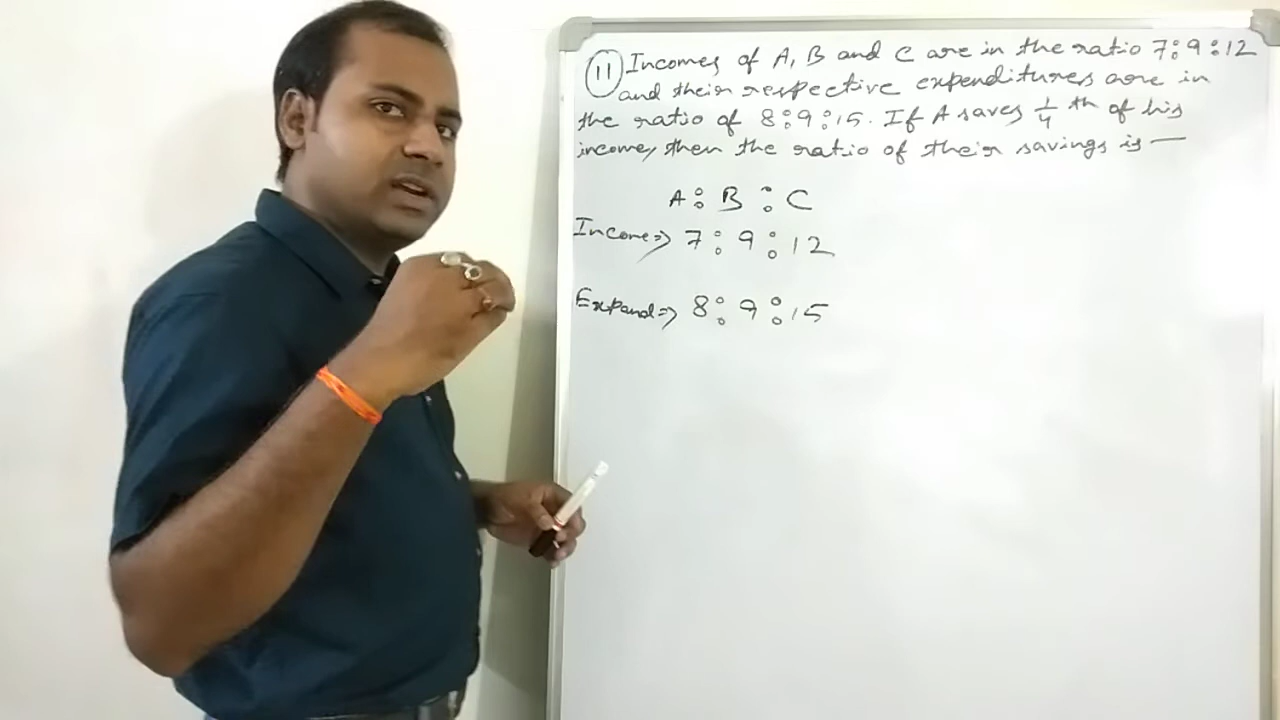 11 Incomes of A, B and C are in the ratio 7:9:12
and their respective expenditures are in
the ratio of 8:9:15. If A saves 1/4 th of his
income, then the ratio of their savings is —
A : B : C
Income => 7 : 9 : 12
Expand => 8 : 9 : 15